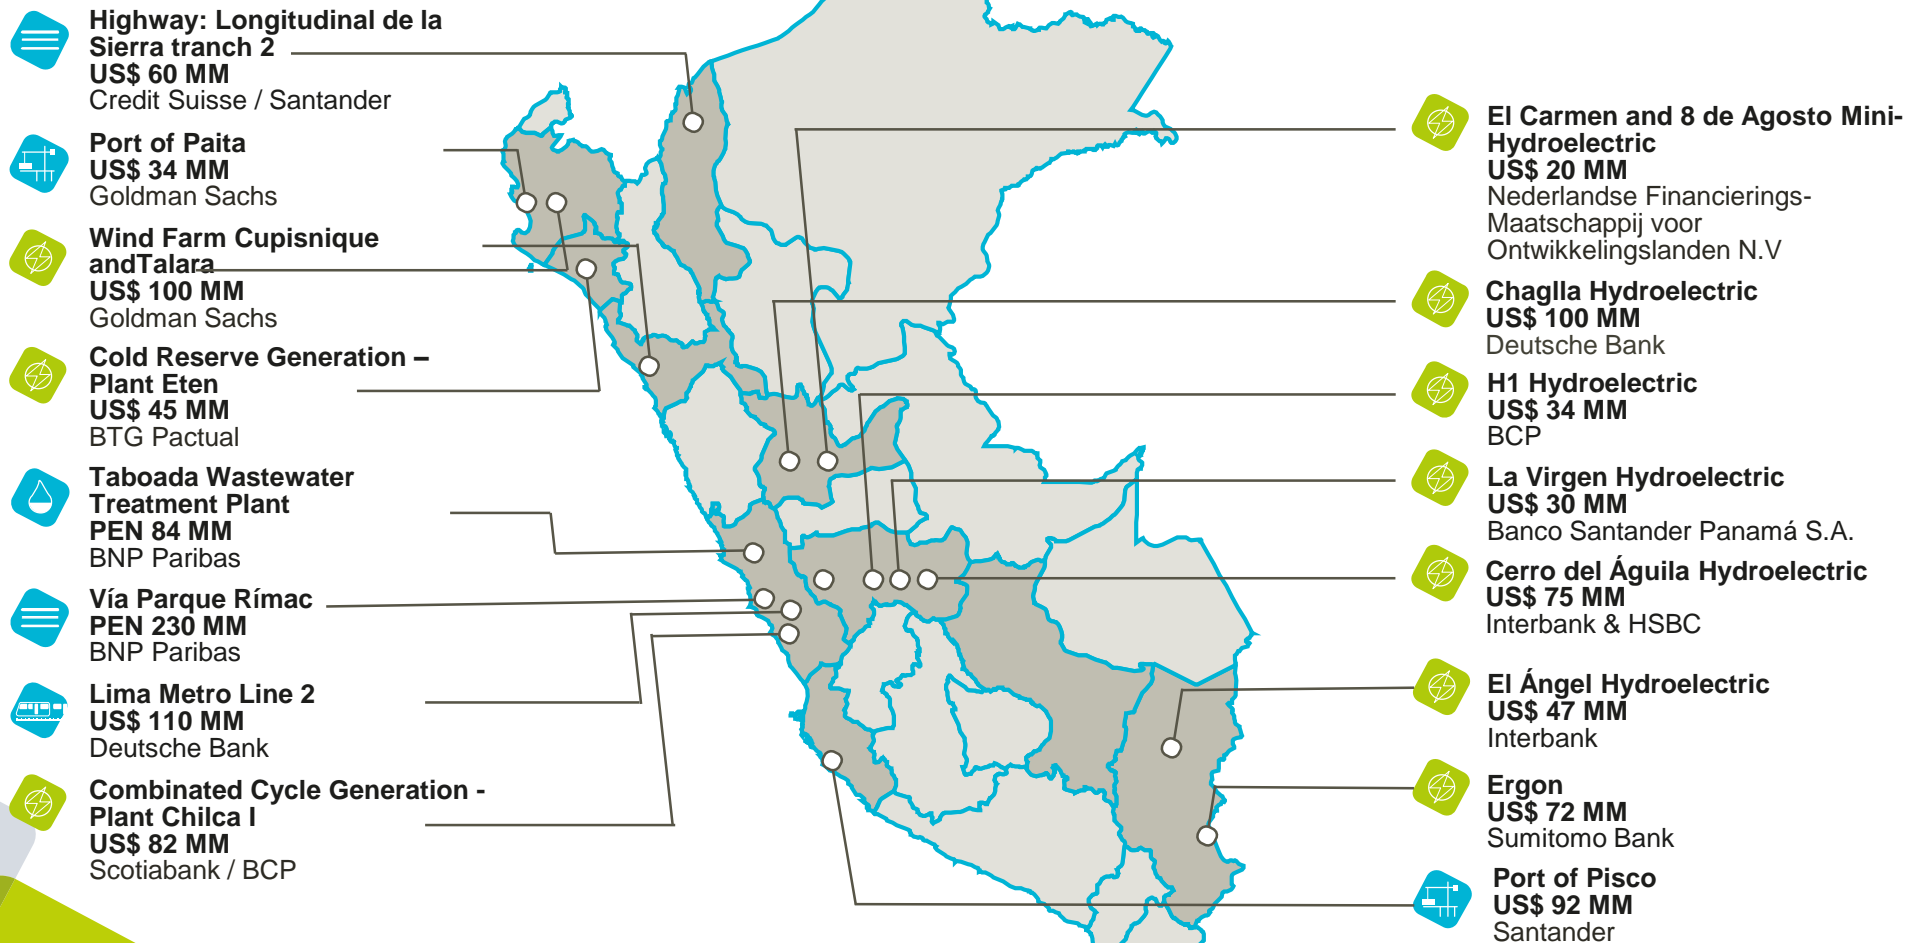 Highway: Longitudinal de la
Sierra tranch 2
US$ 60 MM
Credit Suisse / Santander
Port of Paita
US$ 34 MM
Goldman Sachs
Wind Farm Cupisnique
andTalara
US$ 100 MM
Goldman Sachs
Cold Reserve Generation –
Plant Eten
US$ 45 MM
BTG Pactual
Taboada Wastewater
Treatment Plant
PEN 84 MM
BNP Paribas
Vía Parque Rímac
PEN 230 MM
BNP Paribas
Lima Metro Line 2
US$ 110 MM
Deutsche Bank
Combinated Cycle Generation -
Plant Chilca I
US$ 82 MM
Scotiabank / BCP
El Carmen and 8 de Agosto Mini-
Hydroelectric
US$ 20 MM
Nederlandse Financierings-
Maatschappij voor
Ontwikkelingslanden N.V
Chaglla Hydroelectric
US$ 100 MM
Deutsche Bank
H1 Hydroelectric
US$ 34 MM
BCP
La Virgen Hydroelectric
US$ 30 MM
Banco Santander Panamá S.A.
Cerro del Águila Hydroelectric
US$ 75 MM
Interbank & HSBC
El Ángel Hydroelectric
US$ 47 MM
Interbank
Ergon
US$ 72 MM
Sumitomo Bank
Port of Pisco
US$ 92 MM
Santander